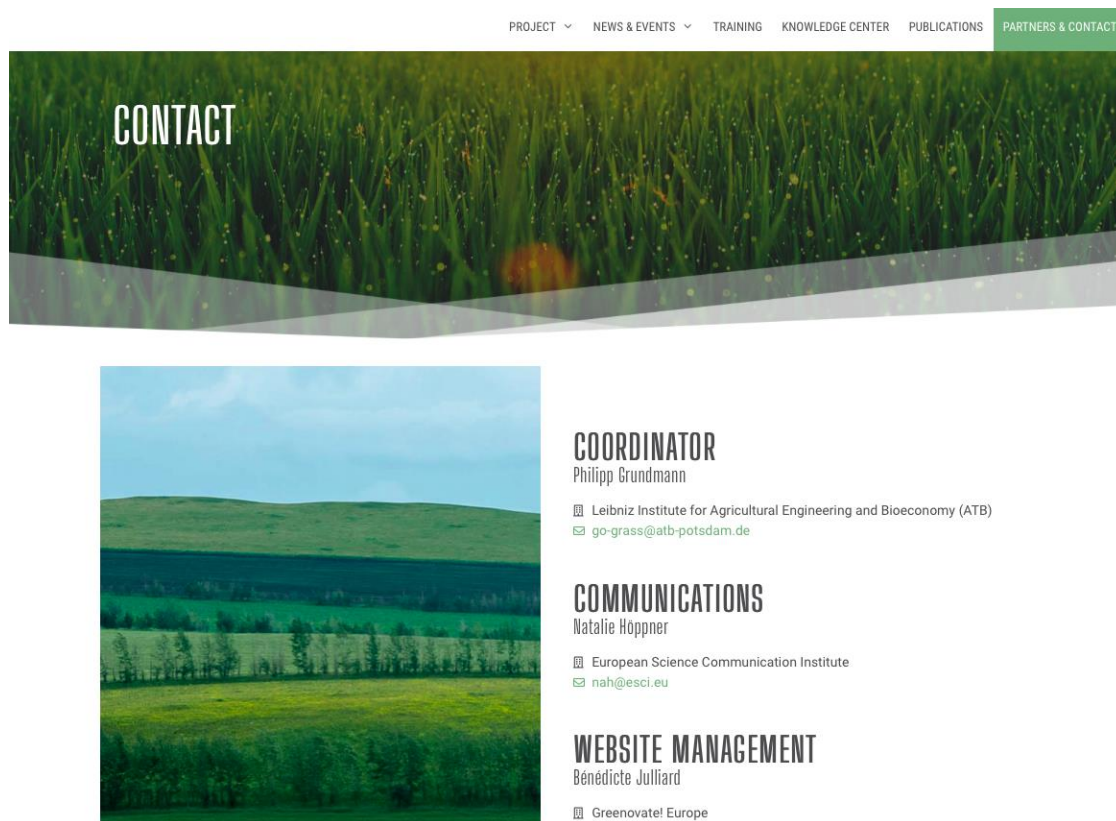 PROJECT NEWS & EVENTS TRAINING KNOWLEDGE CENTER PUBLICATIONS PARTNERS & CONTACT
CONTACT
COORDINATOR
Philipp Grundmann
Leibniz Institute for Agricultural Engineering and Bioeconomy (ATB)
go-grass@atb-potsdam.de
COMMUNICATIONS
Natalie Höppner
European Science Communication Institute
nah@esci.eu
WEBSITE MANAGEMENT
Bénédicte Julliard
Greenovate! Europe